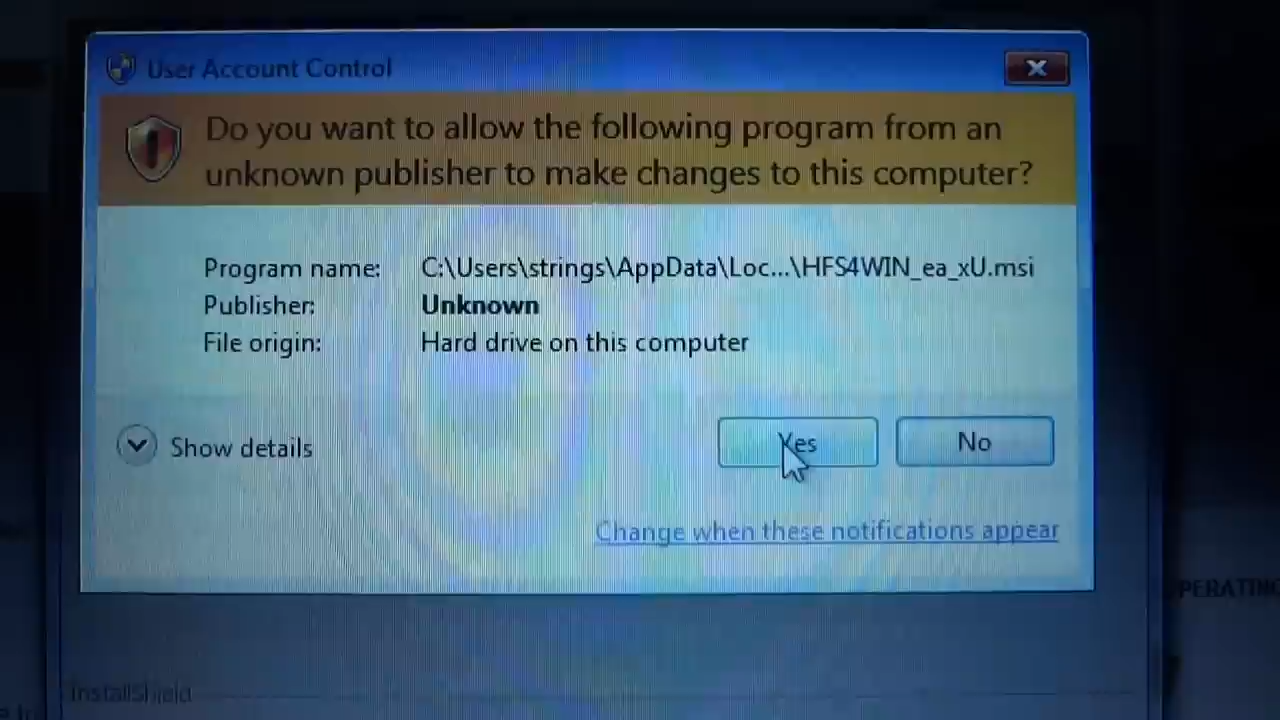 User Account Control
Do you want to allow the following program from an
unknown publisher to make changes to this computer?
Program name: C:\Users\strings\AppData\Loc...\HFS4WIN_ea_xU.msi
Publisher: Unknown
File origin: Hard drive on this computer
Show details
Yes No
Change when these notifications appear
InstallShield